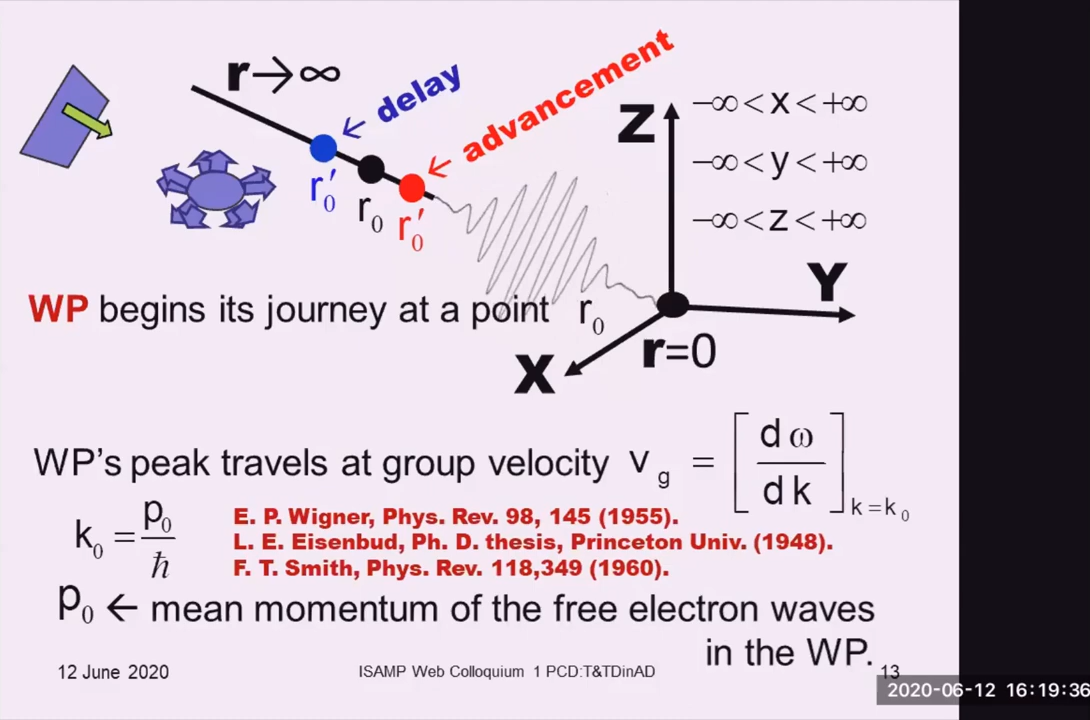 r→∞
← delay
← advancement
r₀′ r₀ r₀′
Z
−∞<x<+∞
−∞<y<+∞
−∞<z<+∞
Y
X
r=0
WP begins its journey at a point r₀
WP's peak travels at group velocity v_g = [dω/dk]_{k=k₀}
k₀ = p₀/ħ
E. P. Wigner, Phys. Rev. 98, 145 (1955).
L. E. Eisenbud, Ph. D. thesis, Princeton Univ. (1948).
F. T. Smith, Phys. Rev. 118,349 (1960).
p₀ ← mean momentum of the free electron waves
in the WP.
12 June 2020
ISAMP Web Colloquium 1 PCD:T&TDinAD
13
2020-06-12 16:19:36